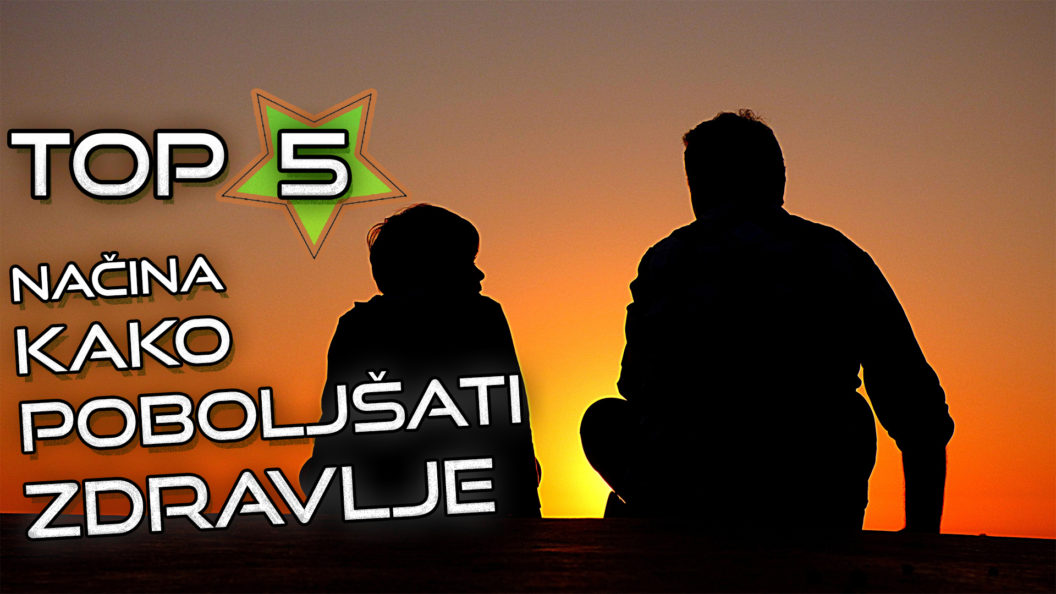 TOP 5
NAČINA
KAKO
POBOLJŠATI
ZDRAVLJE